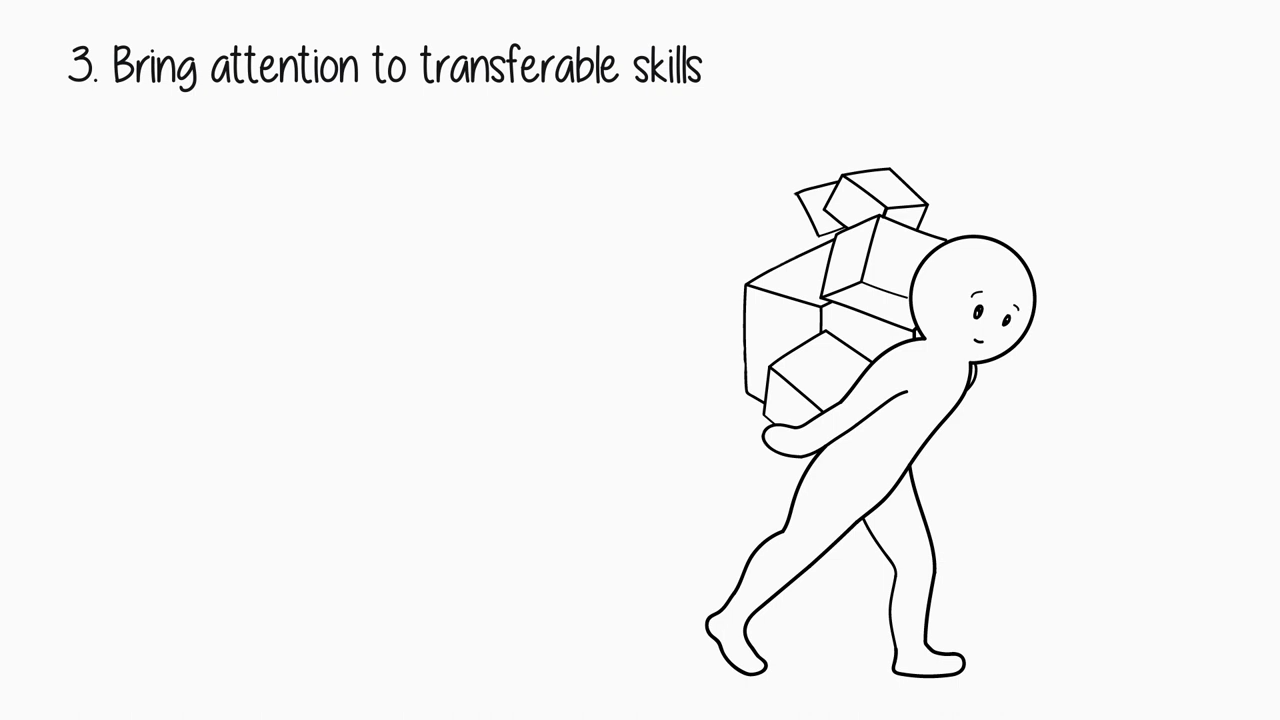 3. Bring attention to transferable skills